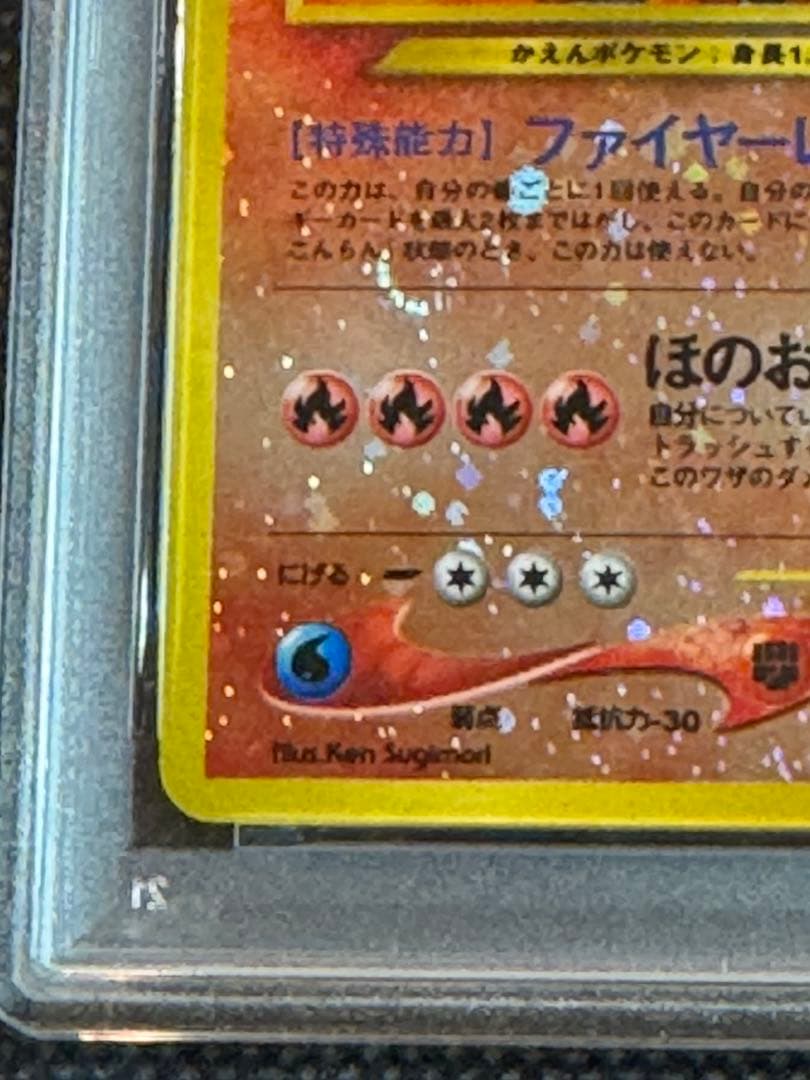 かえんポケモン : 身長1.
[特殊能力] ファイヤーL
この力は、自分の番ごとに1回使える。自分の
ギーカードを最大2枚まではがし、このカードに
こんらん」状態のとき、この力は使えない。
ほのお
自分についてい
トラッシュす
このワザのダメ
にげる
弱点 抵抗力-30
Illus.Ken Sugimori
21